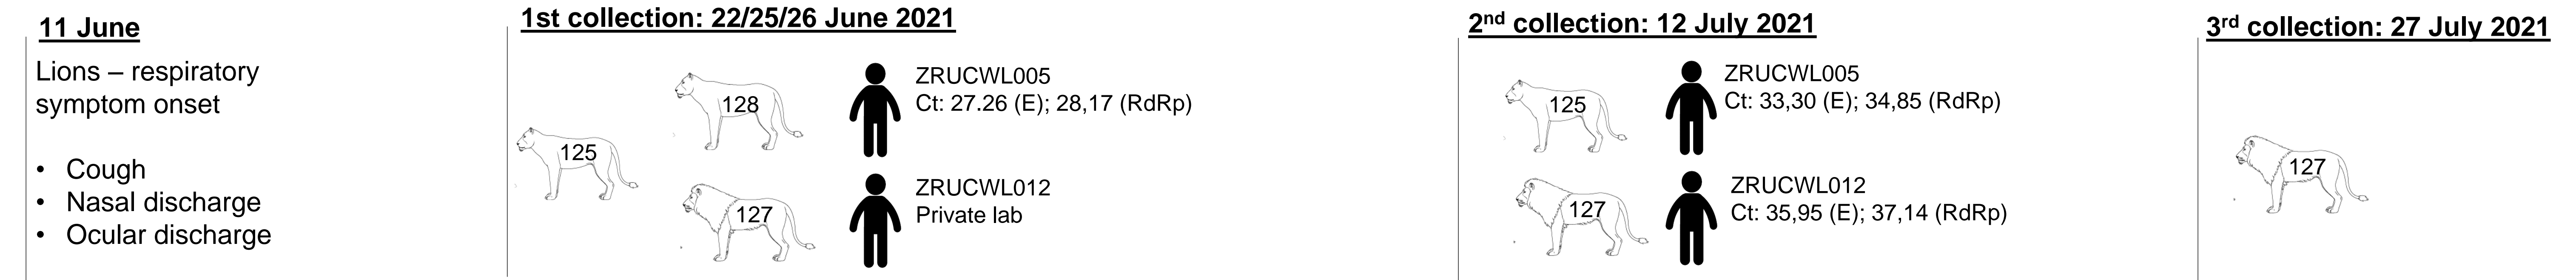 11 June
Lions – respiratory
symptom onset
• Cough
• Nasal discharge
• Ocular discharge
1st collection: 22/25/26 June 2021
125
128
127
ZRUCWL005
Ct: 27.26 (E); 28,17 (RdRp)
ZRUCWL012
Private lab
2nd collection: 12 July 2021
125
127
ZRUCWL005
Ct: 33,30 (E); 34,85 (RdRp)
ZRUCWL012
Ct: 35,95 (E); 37,14 (RdRp)
3rd collection: 27 July 2021
127